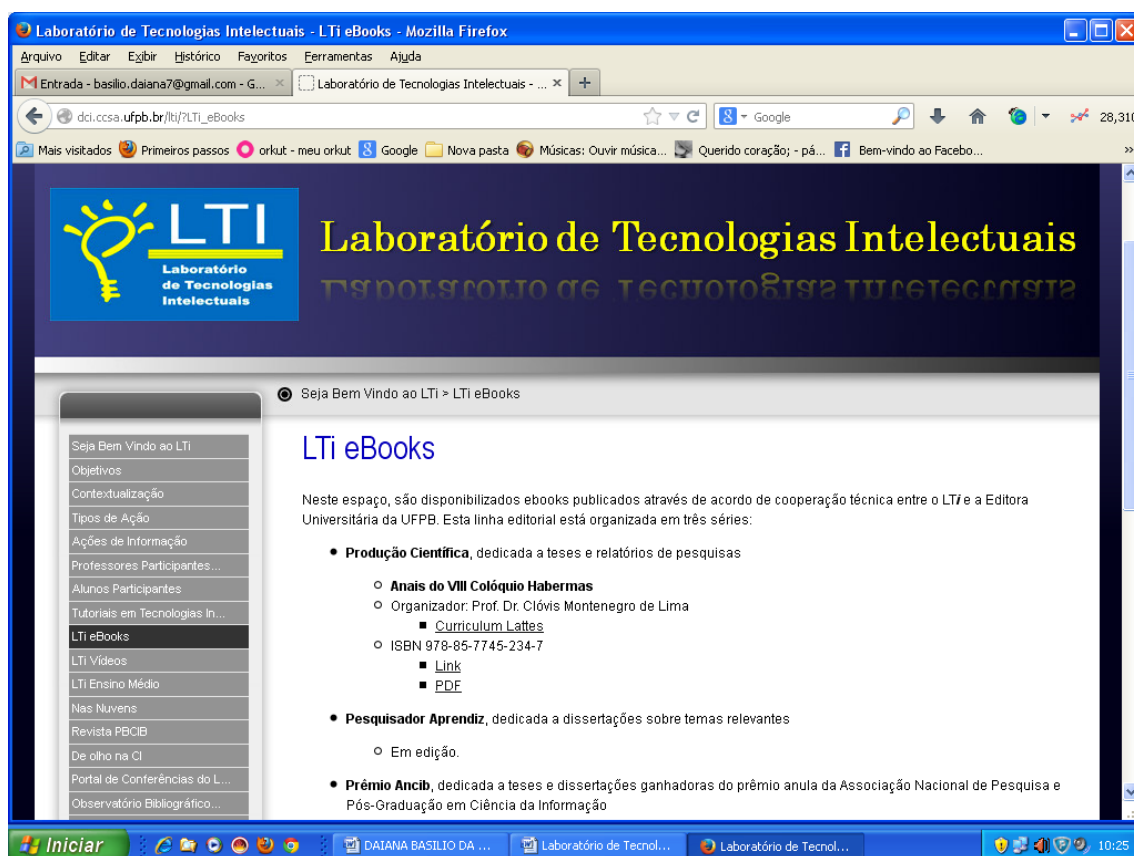 Laboratório de Tecnologias Intelectuais - LTi eBooks - Mozilla Firefox
Arquivo Editar Exibir Histórico Favoritos Ferramentas Ajuda
Entrada - basilio.daiana7@gmail.com - G... Laboratório de Tecnologias Intelectuais - ...
dci.ccsa.ufpb.br/lti/?LTi_eBooks Google 28,310
Mais visitados Primeiros passos orkut - meu orkut Google Nova pasta Músicas: Ouvir música... Querido coração; - pá... Bem-vindo ao Facebo...
LTI
Laboratório
de Tecnologias
Intelectuais
Laboratório de Tecnologias Intelectuais
Seja Bem Vindo ao LTi > LTi eBooks
Seja Bem Vindo ao LTi
Objetivos
Contextualização
Tipos de Ação
Ações de Informação
Professores Participantes...
Alunos Participantes
Tutoriais em Tecnologias In...
LTi eBooks
LTi Vídeos
LTi Ensino Médio
Nas Nuvens
Revista PBCIB
De olho na CI
Portal de Conferências do L...
Observatório Bibliográfico...
LTi eBooks
Neste espaço, são disponibilizados ebooks publicados através de acordo de cooperação técnica entre o LTi e a Editora
Universitária da UFPB. Esta linha editorial está organizada em três séries:
Produção Científica, dedicada a teses e relatórios de pesquisas
Anais do VIII Colóquio Habermas
Organizador: Prof. Dr. Clóvis Montenegro de Lima
Curriculum Lattes
ISBN 978-85-7745-234-7
Link
PDF
Pesquisador Aprendiz, dedicada a dissertações sobre temas relevantes
Em edição.
Prêmio Ancib, dedicada a teses e dissertações ganhadoras do prêmio anula da Associação Nacional de Pesquisa e
Pós-Graduação em Ciência da Informação
Iniciar DAIANA BASILIO DA ... Laboratório de Tecnol... Laboratório de Tecnol... 10:25